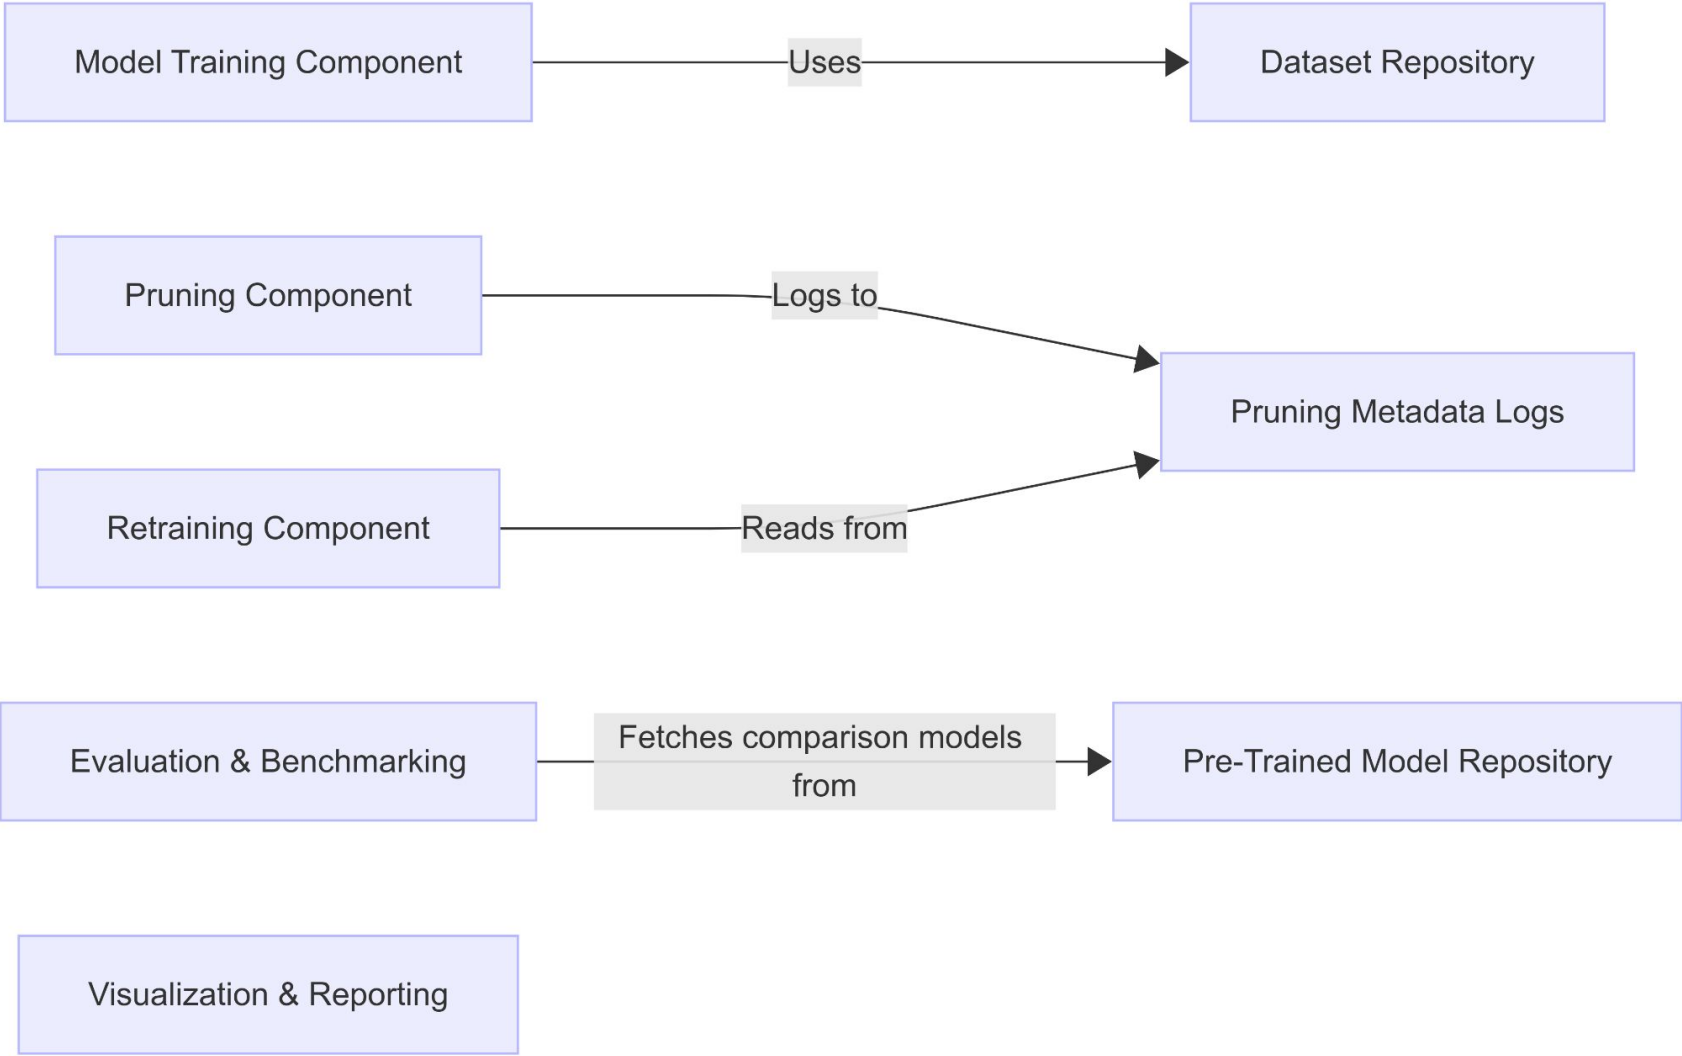 Model Training Component
Uses
Dataset Repository
Pruning Component
Logs to
Pruning Metadata Logs
Retraining Component
Reads from
Evaluation & Benchmarking
Fetches comparison models
from
Pre-Trained Model Repository
Visualization & Reporting